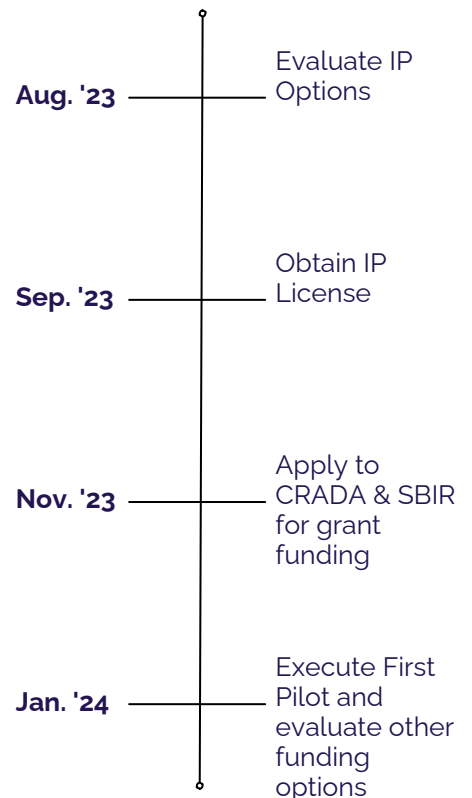 Evaluate IP
Aug. '23
Options
Obtain IP
Sep. '23
License
Apply to
Nov. '23
CRADA & SBIR
for grant
funding
Execute First
Jan. '24
Pilot and
evaluate other
funding
options